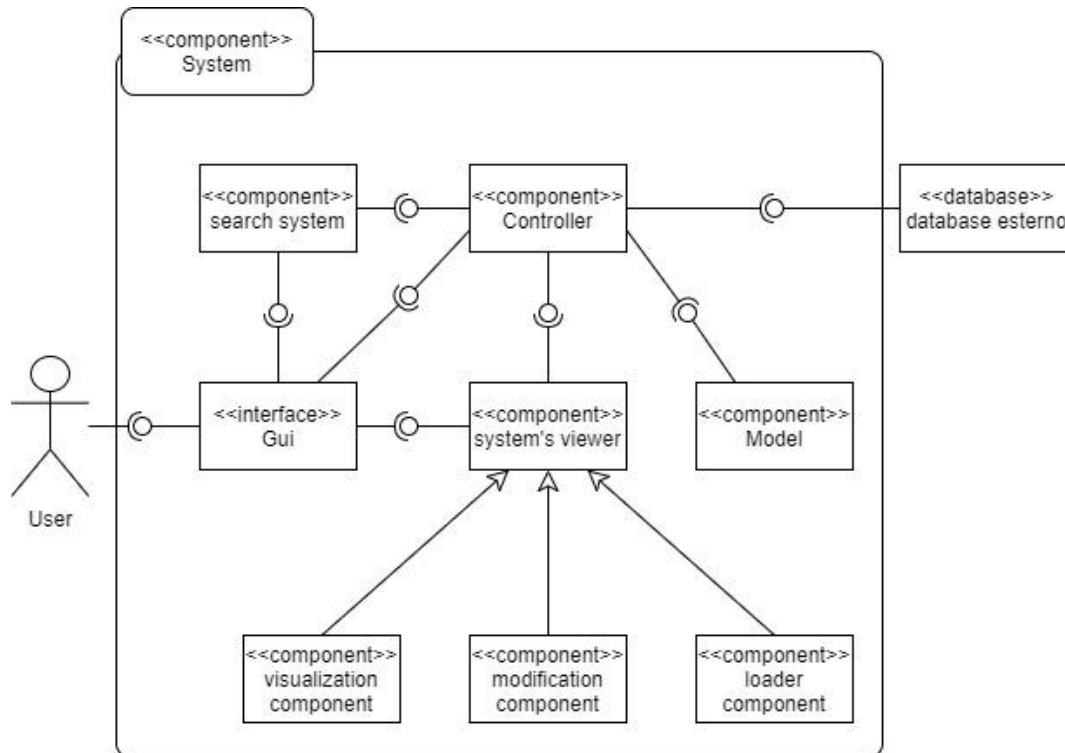 <<component>>
System
<<component>>
search system
<<component>>
Controller
<<database>>
database esterno
<<interface>>
Gui
<<component>>
system's viewer
<<component>>
Model
User
<<component>>
visualization
component
<<component>>
modification
component
<<component>>
loader
component